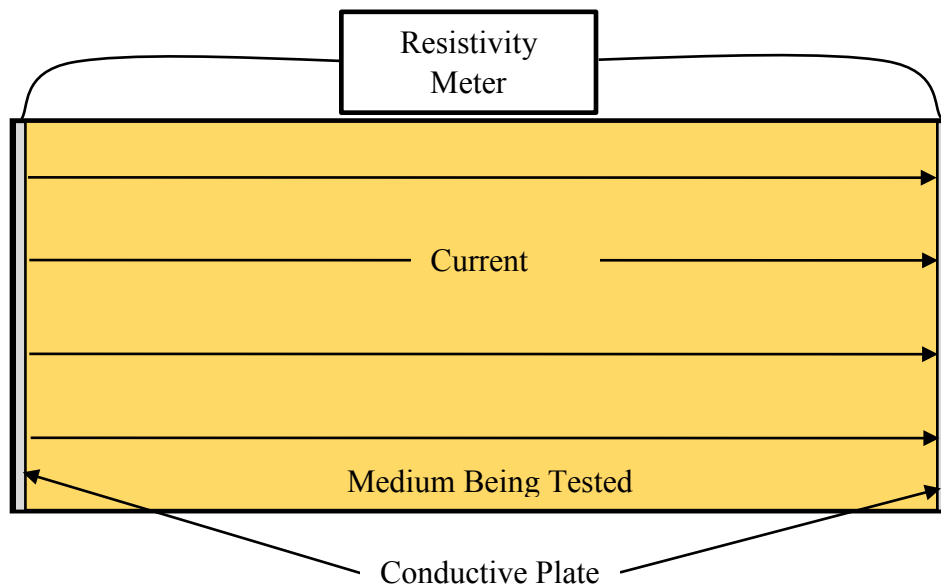 Resistivity
Meter
Current
Medium Being Tested
Conductive Plate